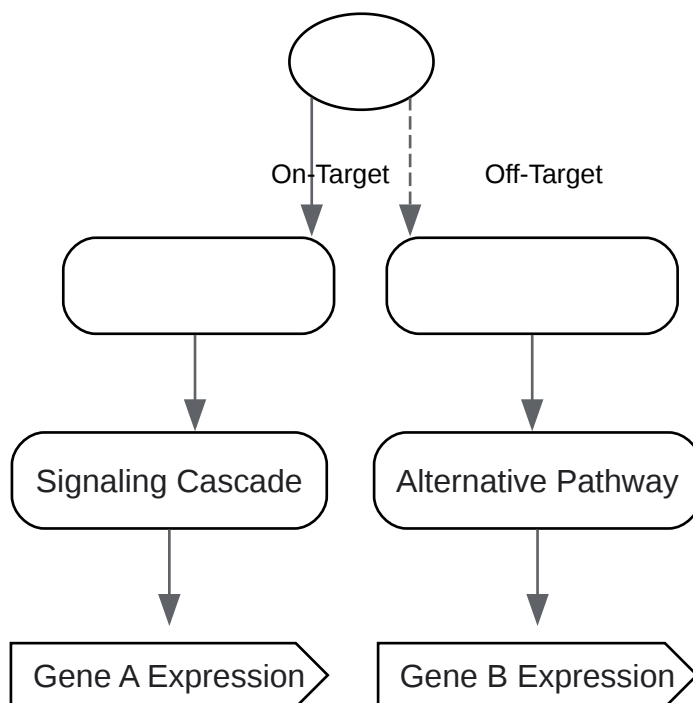 On-Target
Off-Target
Signaling Cascade
Alternative Pathway
Gene A Expression
Gene B Expression